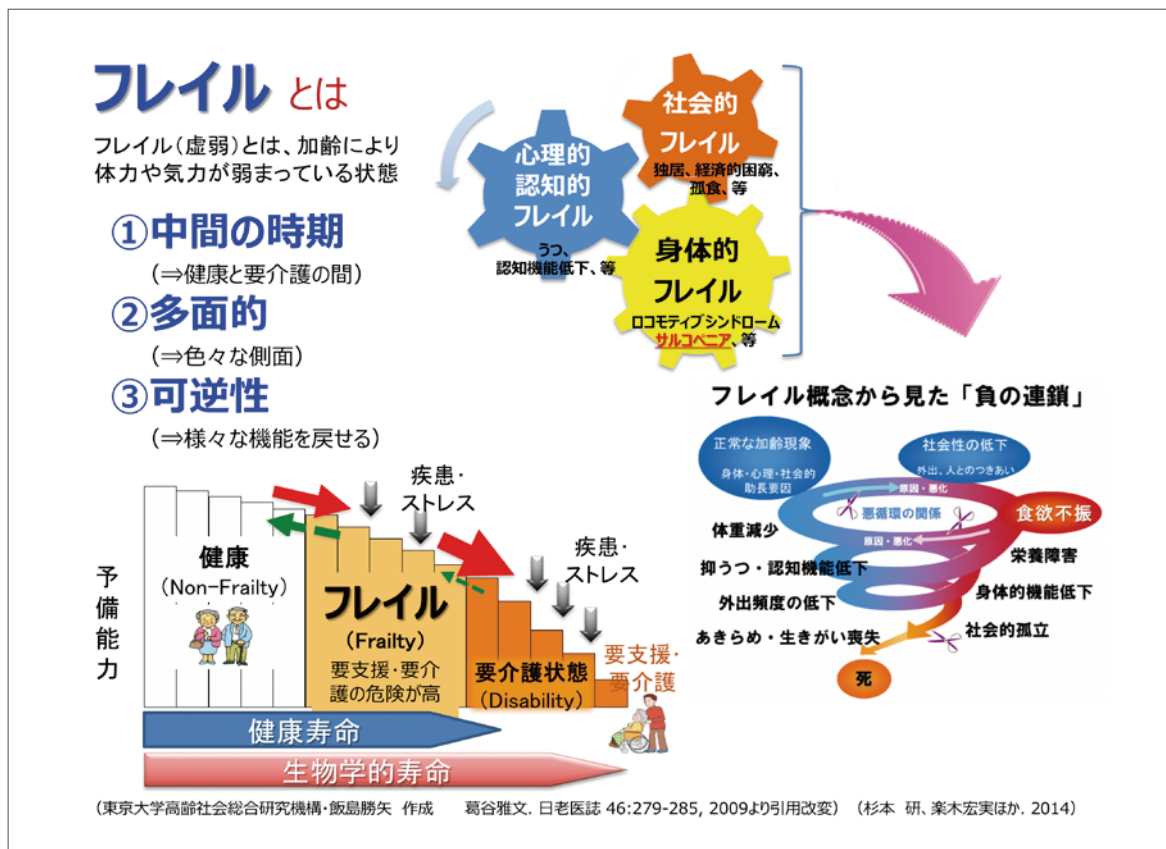 フレイル とは
フレイル（虚弱）とは、加齢により
体力や気力が弱まっている状態
①中間の時期
（⇒健康と要介護の間）
②多面的
（⇒色々な側面）
③可逆性
（⇒様々な機能を戻せる）
心理的
認知的
フレイル
うつ、
認知機能低下、等
社会的
フレイル
独居、経済的困窮、
孤食、等
身体的
フレイル
ロコモティブシンドローム
サルコペニア、等
予備能力
健康
(Non-Frailty)
フレイル
(Frailty)
要支援・要介
護の危険が高
要介護状態
(Disability)
疾患・
ストレス
疾患・
ストレス
要支援・
要介護
健康寿命
生物学的寿命
フレイル概念から見た「負の連鎖」
正常な加齢現象
身体・心理・社会的
助長要因
社会性の低下
外出、人とのつきあい
原因・悪化
悪循環の関係
原因・悪化
食欲不振
体重減少
栄養障害
抑うつ・認知機能低下
身体的機能低下
外出頻度の低下
社会的孤立
あきらめ・生きがい喪失
死
（東京大学高齢社会総合研究機構・飯島勝矢 作成　葛谷雅文. 日老医誌 46:279-285, 2009より引用改変）（杉本 研、楽木宏実ほか. 2014）